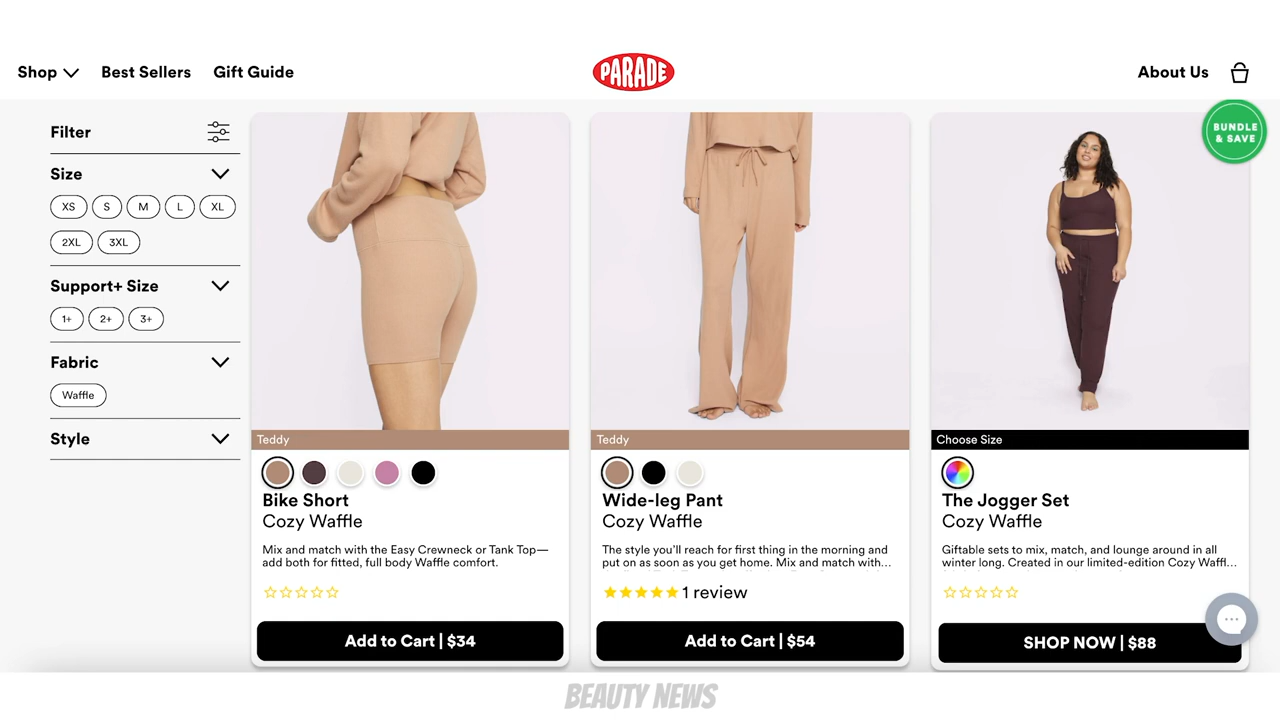 Shop
Best Sellers
Gift Guide
PARADE
About Us
BUNDLE
& SAVE
Filter
Size
XS
S
M
L
XL
2XL
3XL
Support+ Size
1+
2+
3+
Fabric
Waffle
Style
Teddy
Bike Short
Cozy Waffle
Mix and match with the Easy Crewneck or Tank Top—
add both for fitted, full body Waffle comfort.
Add to Cart | $34
Teddy
Wide-leg Pant
Cozy Waffle
The style you’ll reach for first thing in the morning and
put on as soon as you get home. Mix and match with...
1 review
Add to Cart | $54
Choose Size
The Jogger Set
Cozy Waffle
Giftable sets to mix, match, and lounge around in all
winter long. Created in our limited-edition Cozy Waffl...
SHOP NOW | $88
BEAUTY NEWS